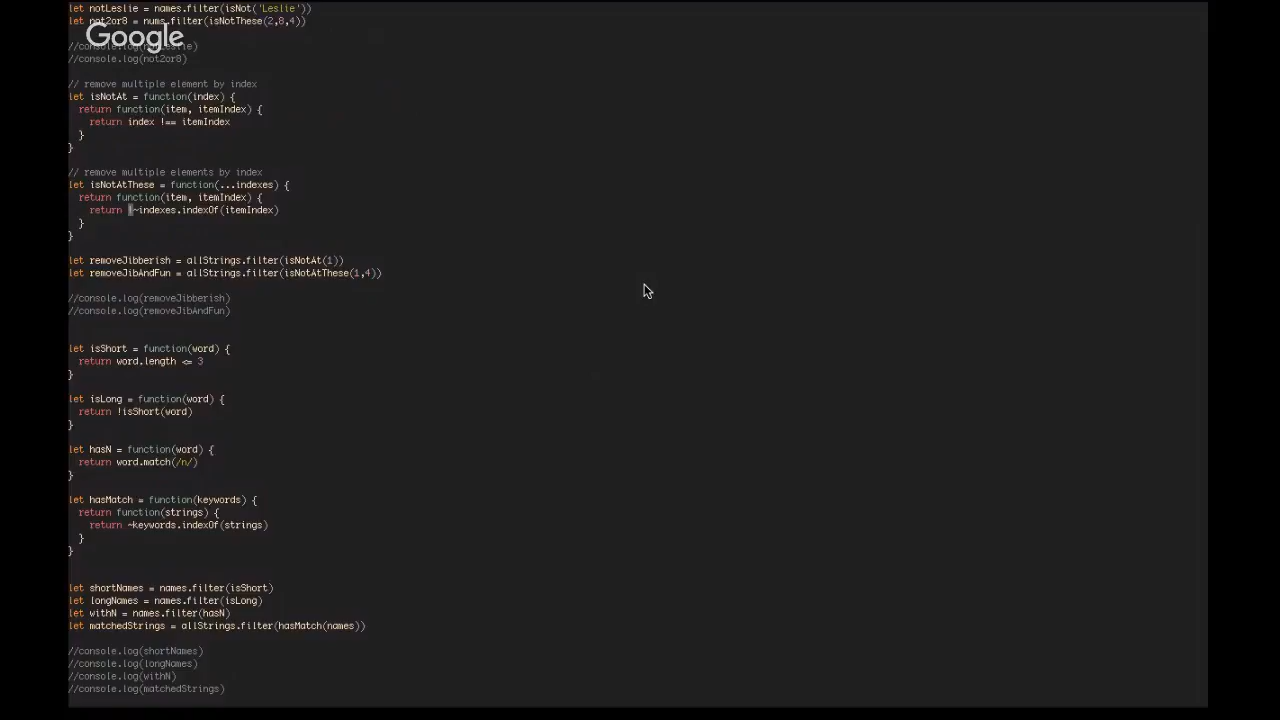 let notLeslie = names.filter(isNot('Leslie'))
let not2or8 = nums.filter(isNotThese(2,8,4))
Google
//console.log(notLeslie)
//console.log(not2or8)
// remove multiple element by index
let isNotAt = function(index) {
return function(item, itemIndex) {
return index !== itemIndex
}
}
// remove multiple elements by index
let isNotAtThese = function(...indexes) {
return function(item, itemIndex) {
return !~indexes.indexOf(itemIndex)
}
}
let removeJibberish = allStrings.filter(isNotAt(1))
let removeJibAndFun = allStrings.filter(isNotAtThese(1,4))
//console.log(removeJibberish)
//console.log(removeJibAndFun)
let isShort = function(word) {
return word.length <= 3
}
let isLong = function(word) {
return !isShort(word)
}
let hasN = function(word) {
return word.match(/n/)
}
let hasMatch = function(keywords) {
return function(strings) {
return ~keywords.indexOf(strings)
}
}
let shortNames = names.filter(isShort)
let longNames = names.filter(isLong)
let withN = names.filter(hasN)
let matchedStrings = allStrings.filter(hasMatch(names))
//console.log(shortNames)
//console.log(longNames)
//console.log(withN)
//console.log(matchedStrings)